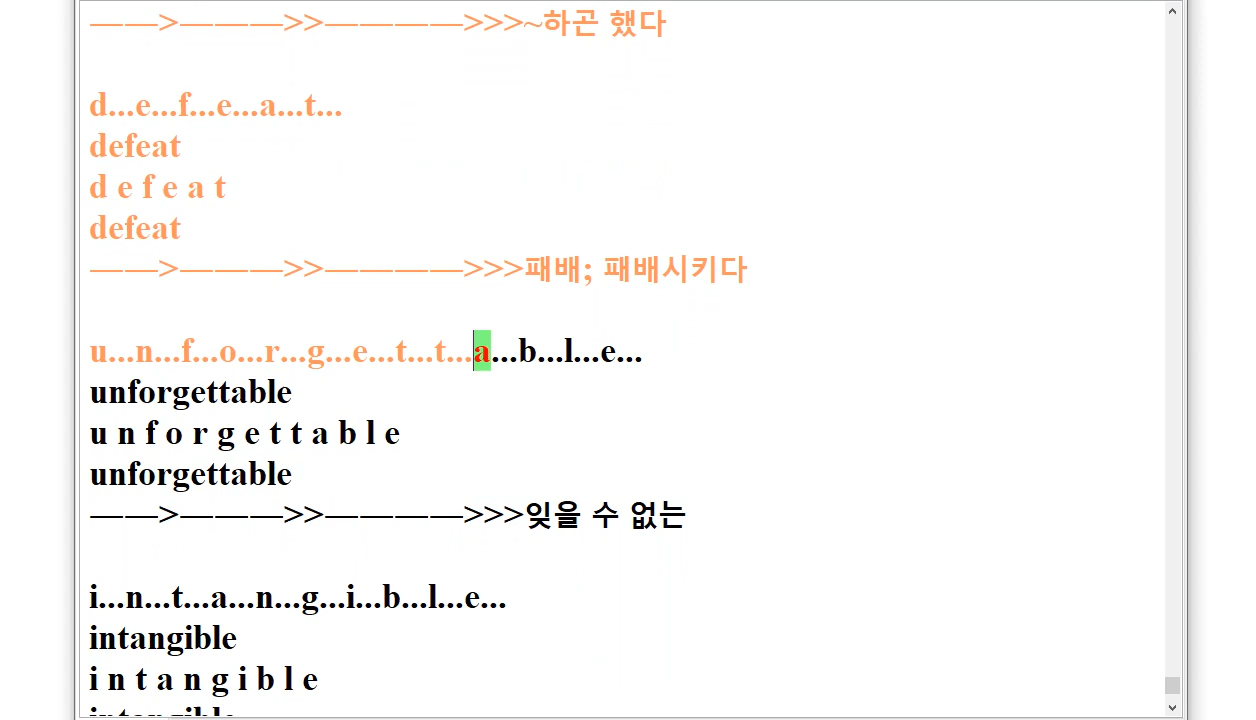 ——>———>>————>>>~하곤 했다
d...e...f...e...a...t...
defeat
d e f e a t
defeat
——>———>>————>>>패배; 패배시키다
u...n...f...o...r...g...e...t...t...a...b...l...e...
unforgettable
u n f o r g e t t a b l e
unforgettable
——>———>>————>>>잊을 수 없는
i...n...t...a...n...g...i...b...l...e...
intangible
i n t a n g i b l e
intangible